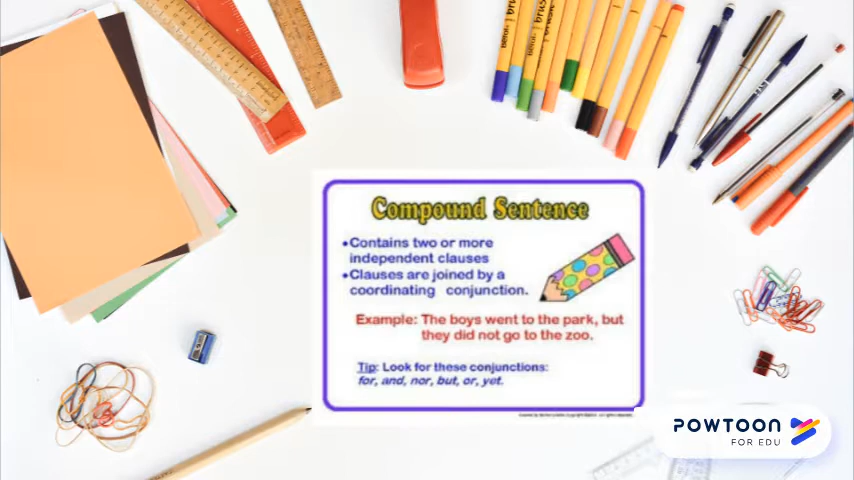 Compound Sentence
•Contains two or more
independent clauses
•Clauses are joined by a
coordinating conjunction.
Example: The boys went to the park, but
they did not go to the zoo.
Tip: Look for these conjunctions:
for, and, nor, but, or, yet.
POWTOON
FOR EDU